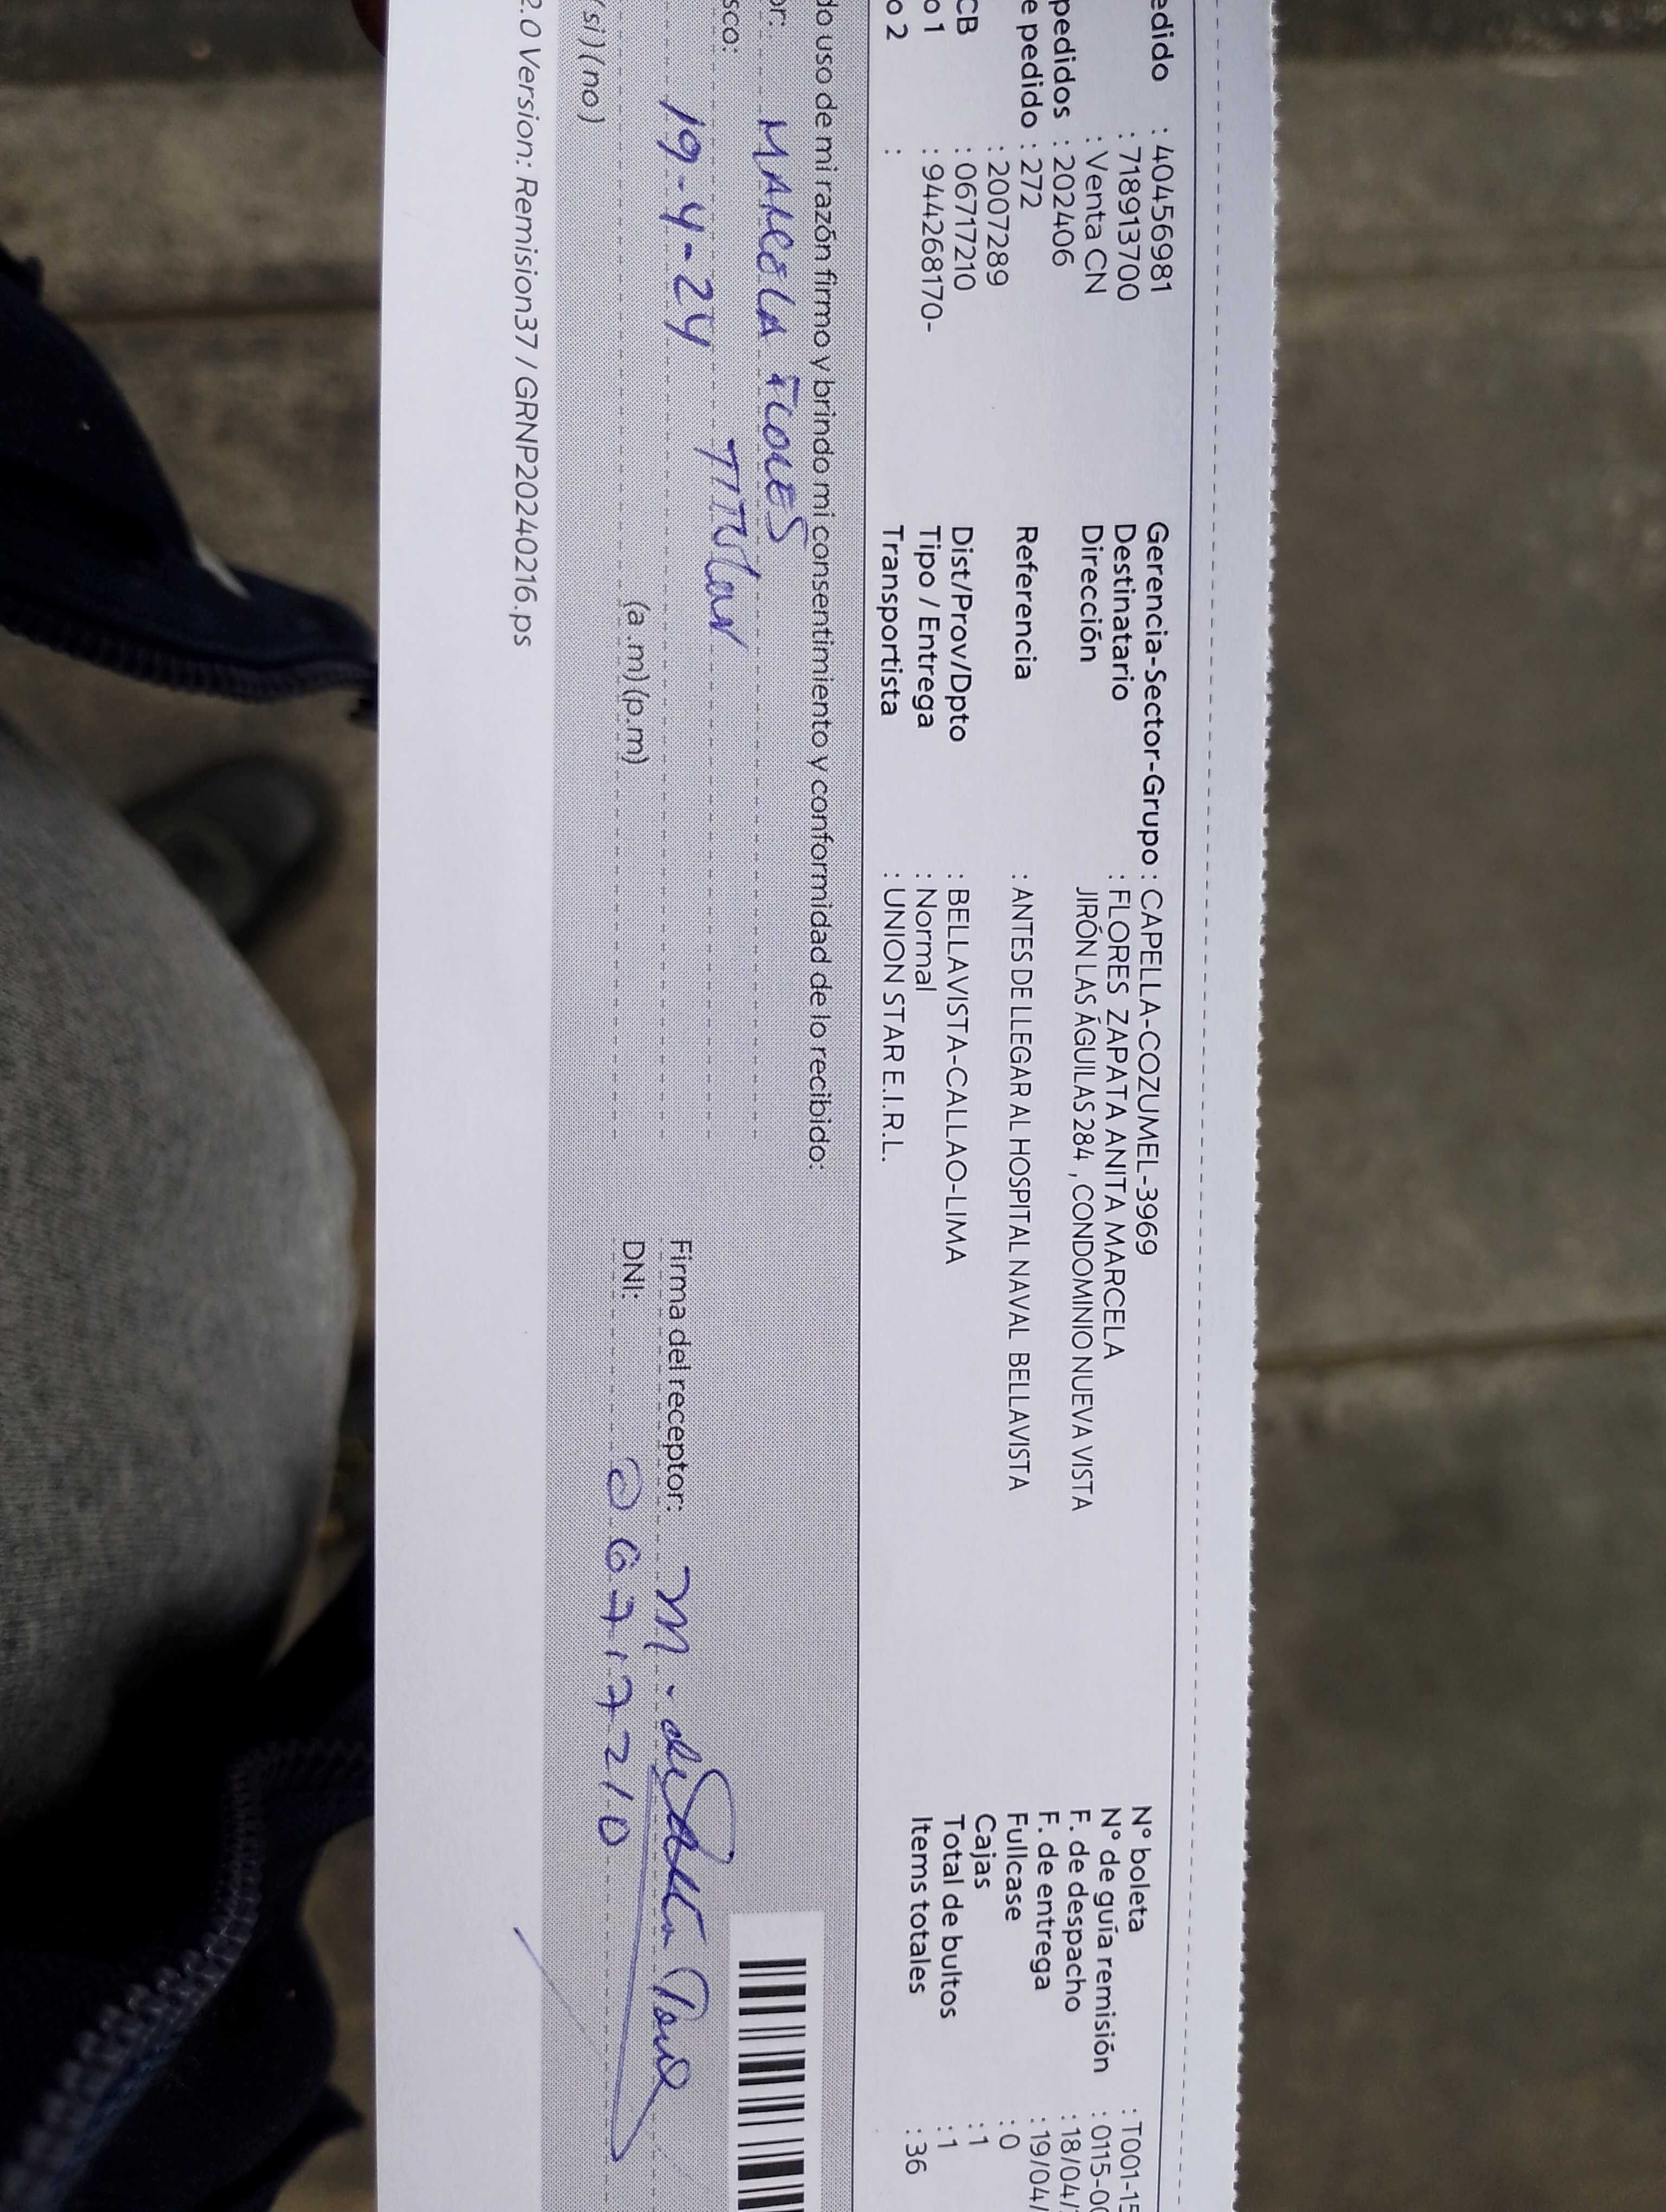 edido : 40456981
: 718913700
: Venta CN
pedidos : 202406
e pedido : 272
: 2007289
CB : 06717210
o 1 : 944268170-
o 2 :
Gerencia-Sector-Grupo : CAPELLA-COZUMEL-3969
Destinatario : FLORES ZAPATA ANITA MARCELA
Dirección JIRÓN LAS ÁGUILAS 284 , CONDOMINIO NUEVA VISTA
Referencia : ANTES DE LLEGAR AL HOSPITAL NAVAL BELLAVISTA
Dist/Prov/Dpto : BELLAVISTA-CALLAO-LIMA
Tipo / Entrega : Normal
Transportista : UNION STAR E.I.R.L.
N° boleta : T001-15
N° de guía remisión : 0115-00
F. de despacho : 18/04/
F. de entrega : 19/04/
Fullcase : 0
Cajas : 1
Total de bultos : 1
Items totales : 36
do uso de mi razón firmo y brindo mi consentimiento y conformidad de lo recibido:
or: MARCELA FLORES
sco: TITULAR
19-4-24
(a .m) (p.m)
(si) (no)
Firma del receptor:
DNI: 06717210
2.0 Version: Remision37 / GRNP20240216.ps